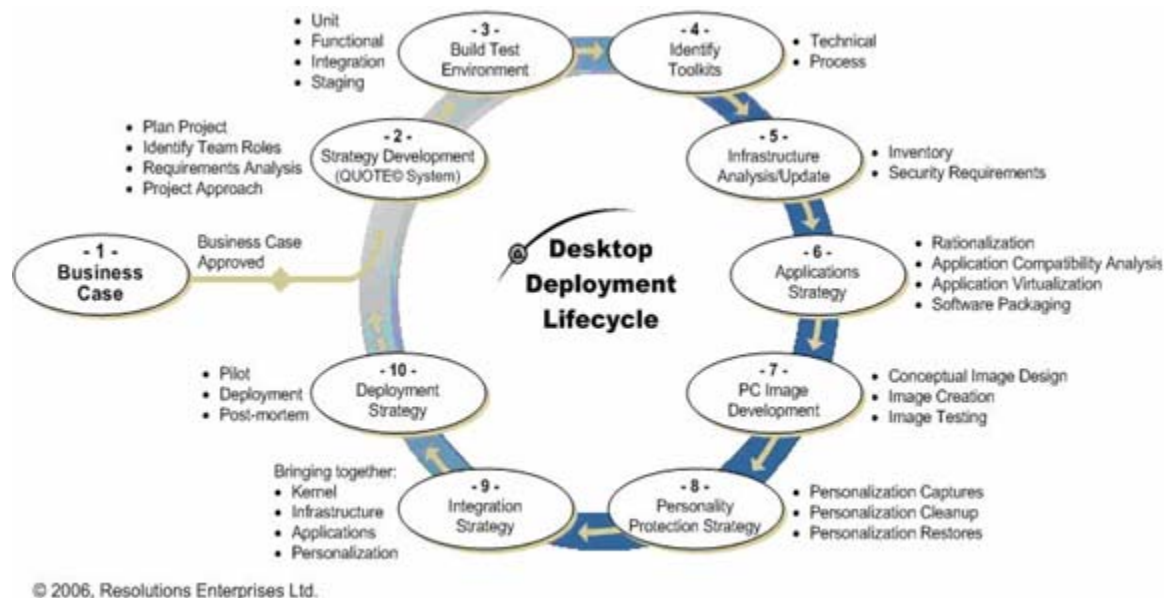 - 1 -
Business
Case
Business Case
Approved
• Plan Project
• Identify Team Roles
• Requirements Analysis
• Project Approach
- 2 -
Strategy Development
(QUOTE© System)
• Unit
• Functional
• Integration
• Staging
- 3 -
Build Test
Environment
- 4 -
Identify
Toolkits
• Technical
• Process
- 5 -
Infrastructure
Analysis/Update
• Inventory
• Security Requirements
- 6 -
Applications
Strategy
• Rationalization
• Application Compatibility Analysis
• Application Virtualization
• Software Packaging
- 7 -
PC Image
Development
• Conceptual Image Design
• Image Creation
• Image Testing
- 8 -
Personality
Protection Strategy
• Personalization Captures
• Personalization Cleanup
• Personalization Restores
- 9 -
Integration
Strategy
Bringing together:
• Kernel
• Infrastructure
• Applications
• Personalization
- 10 -
Deployment
Strategy
• Pilot
• Deployment
• Post-mortem
Desktop
Deployment
Lifecycle
© 2006, Resolutions Enterprises Ltd.